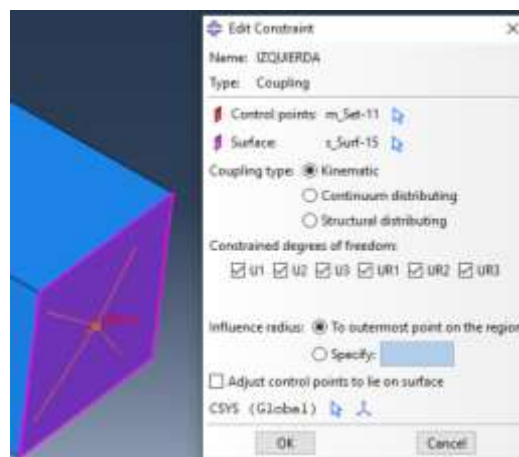 Edit Constraint
Name: IZQUIERDA
Type: Coupling
Control points: m_Set-11
Surface: s_Surf-15
Coupling type: Kinematic
Continuum distributing
Structural distributing
Constrained degrees of freedom:
U1 U2 U3 UR1 UR2 UR3
Influence radius: To outermost point on the region
Specify:
Adjust control points to lie on surface
CSYS (Global)
OK Cancel